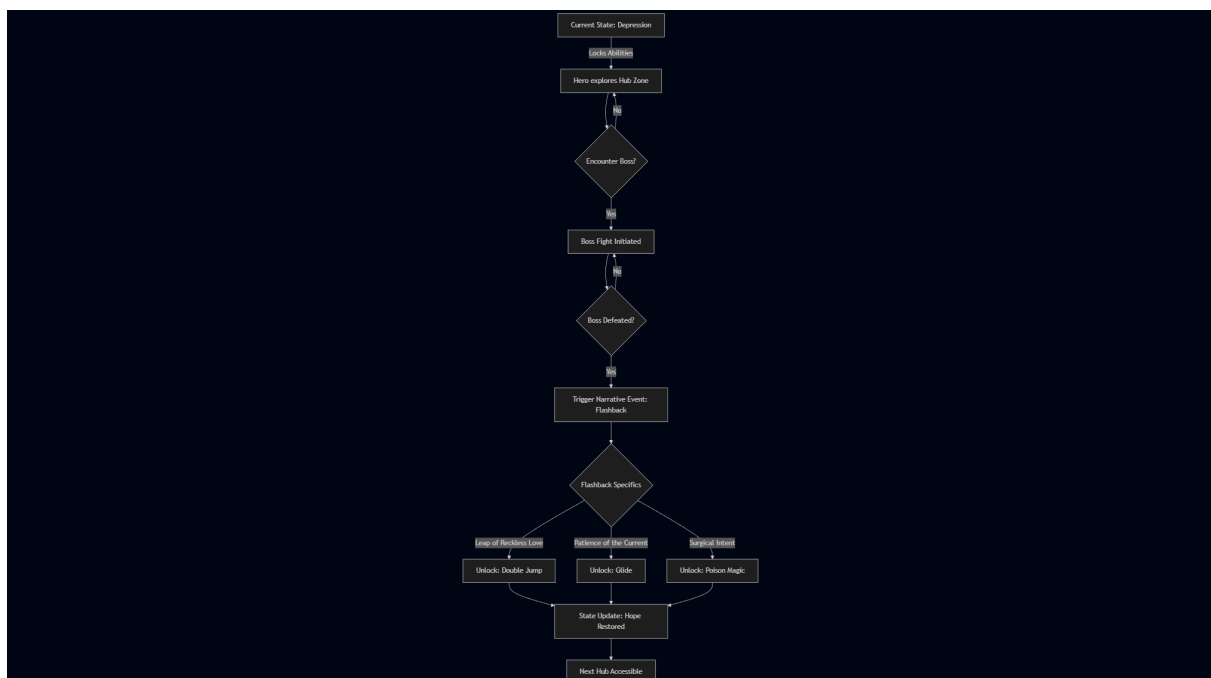 Current State: Depression
Locks Abilities
Hero explores Hub Zone
No
Encounter Boss?
Yes
Boss Fight Initiated
No
Boss Defeated?
Yes
Trigger Narrative Event:
Flashback
Flashback Specifics
Leap of Reckless Love
Patience of the Current
Surgical Intent
Unlock: Double Jump
Unlock: Glide
Unlock: Poison Magic
State Update: Hope
Restored
Next Hub Accessible